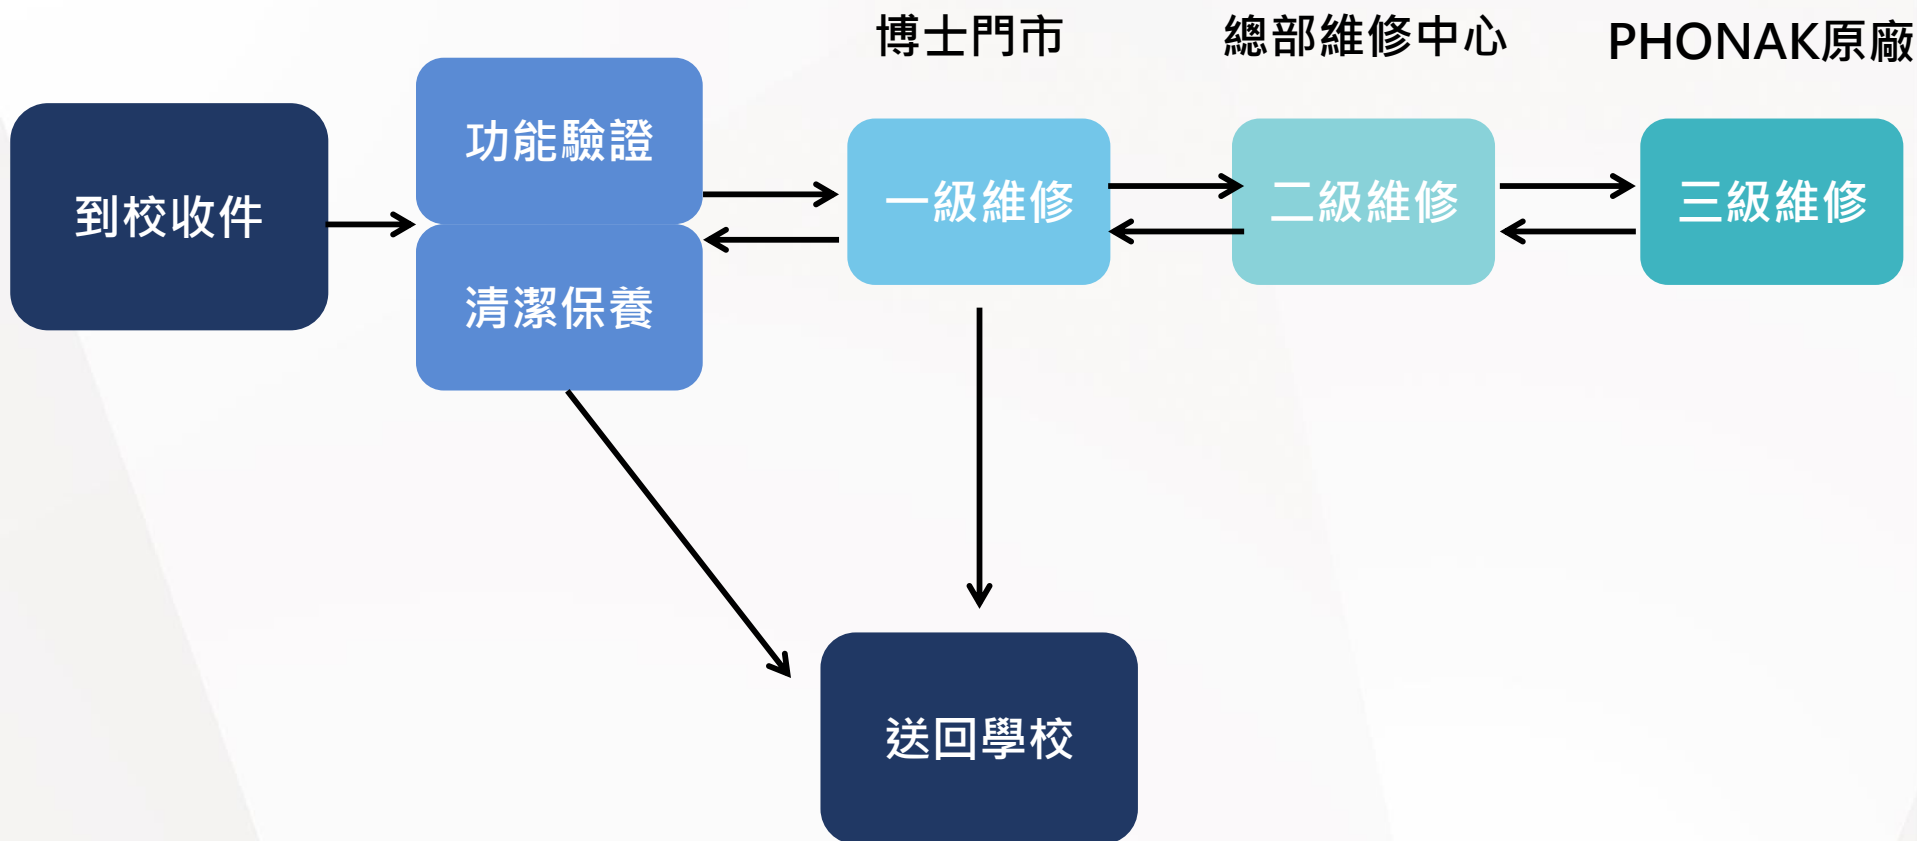 博士門市
總部維修中心
PHONAK原廠
到校收件
功能驗證
清潔保養
一級維修
二級維修
三級維修
送回學校